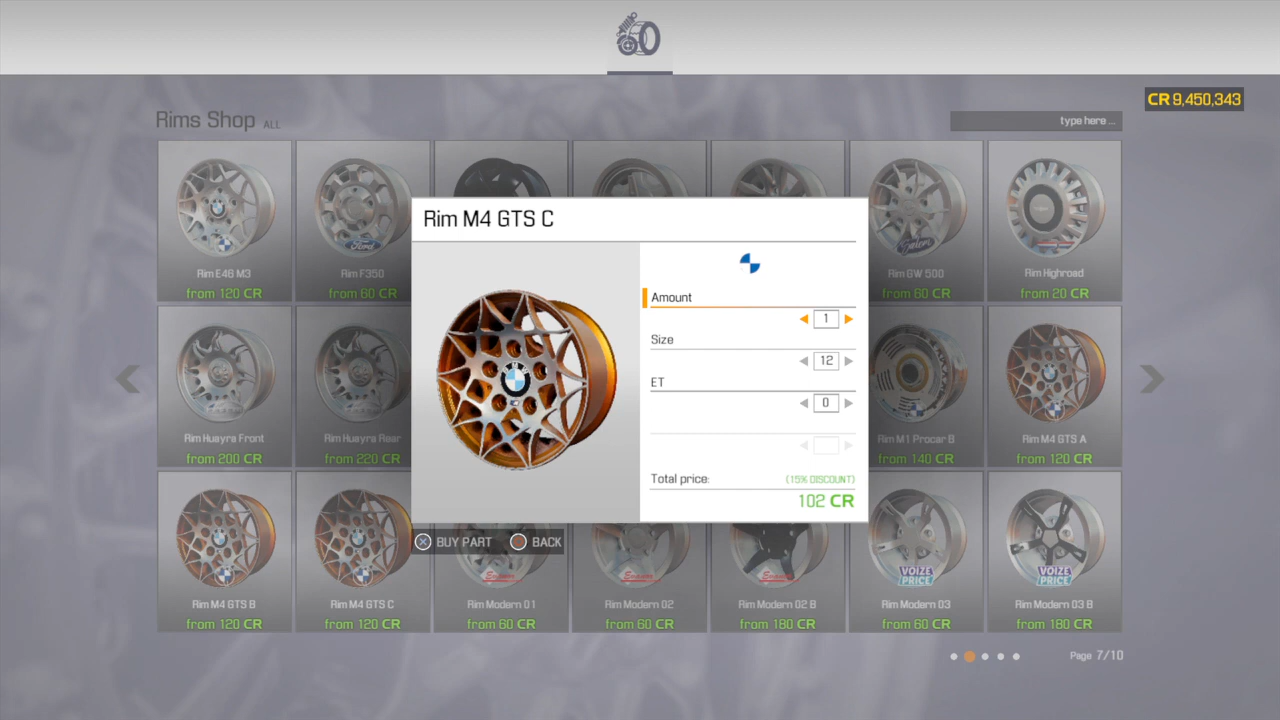 CR 9,450,343
Rims Shop ALL
type here ...
Rim E46 M3
from 120 CR
Ford
Rim F350
from 60 CR
Rim GW 500
from 60 CR
Rim Highroad
from 20 CR
Rim Huayra Front
from 200 CR
Rim Huayra Rear
from 220 CR
Rim M1 Procar B
from 140 CR
Rim M4 GTS A
from 120 CR
Rim M4 GTS C
BMW
Amount
1
Size
12
ET
0
Total price:
(15% DISCOUNT)
102 CR
BUY PART
BACK
Rim M4 GTS B
from 120 CR
Rim M4 GTS C
from 120 CR
Rim Modern 01
from 60 CR
Rim Modern 02
from 60 CR
Rim Modern 02 B
from 180 CR
VOIZE
PRICE
Rim Modern 03
from 60 CR
VOIZE
PRICE
Rim Modern 03 B
from 180 CR
Page 7/10